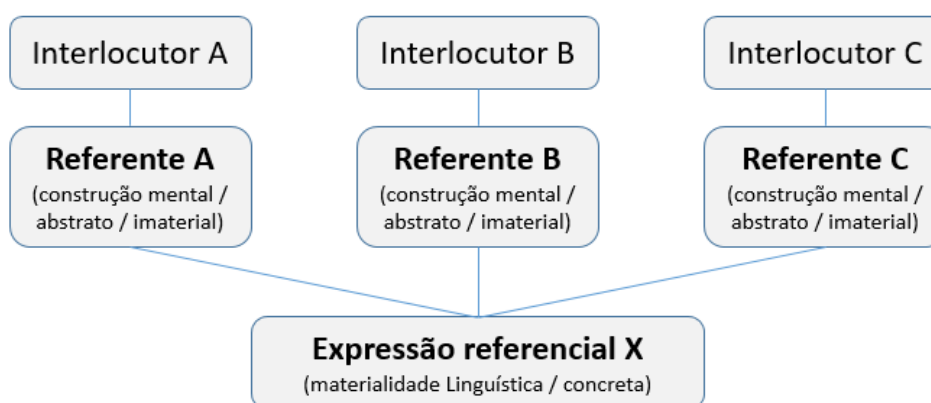 Interlocutor A
Interlocutor B
Interlocutor C
Referente A
(construção mental /
abstrato / imaterial)
Referente B
(construção mental /
abstrato / imaterial)
Referente C
(construção mental /
abstrato / imaterial)
Expressão referencial X
(materialidade Linguística / concreta)